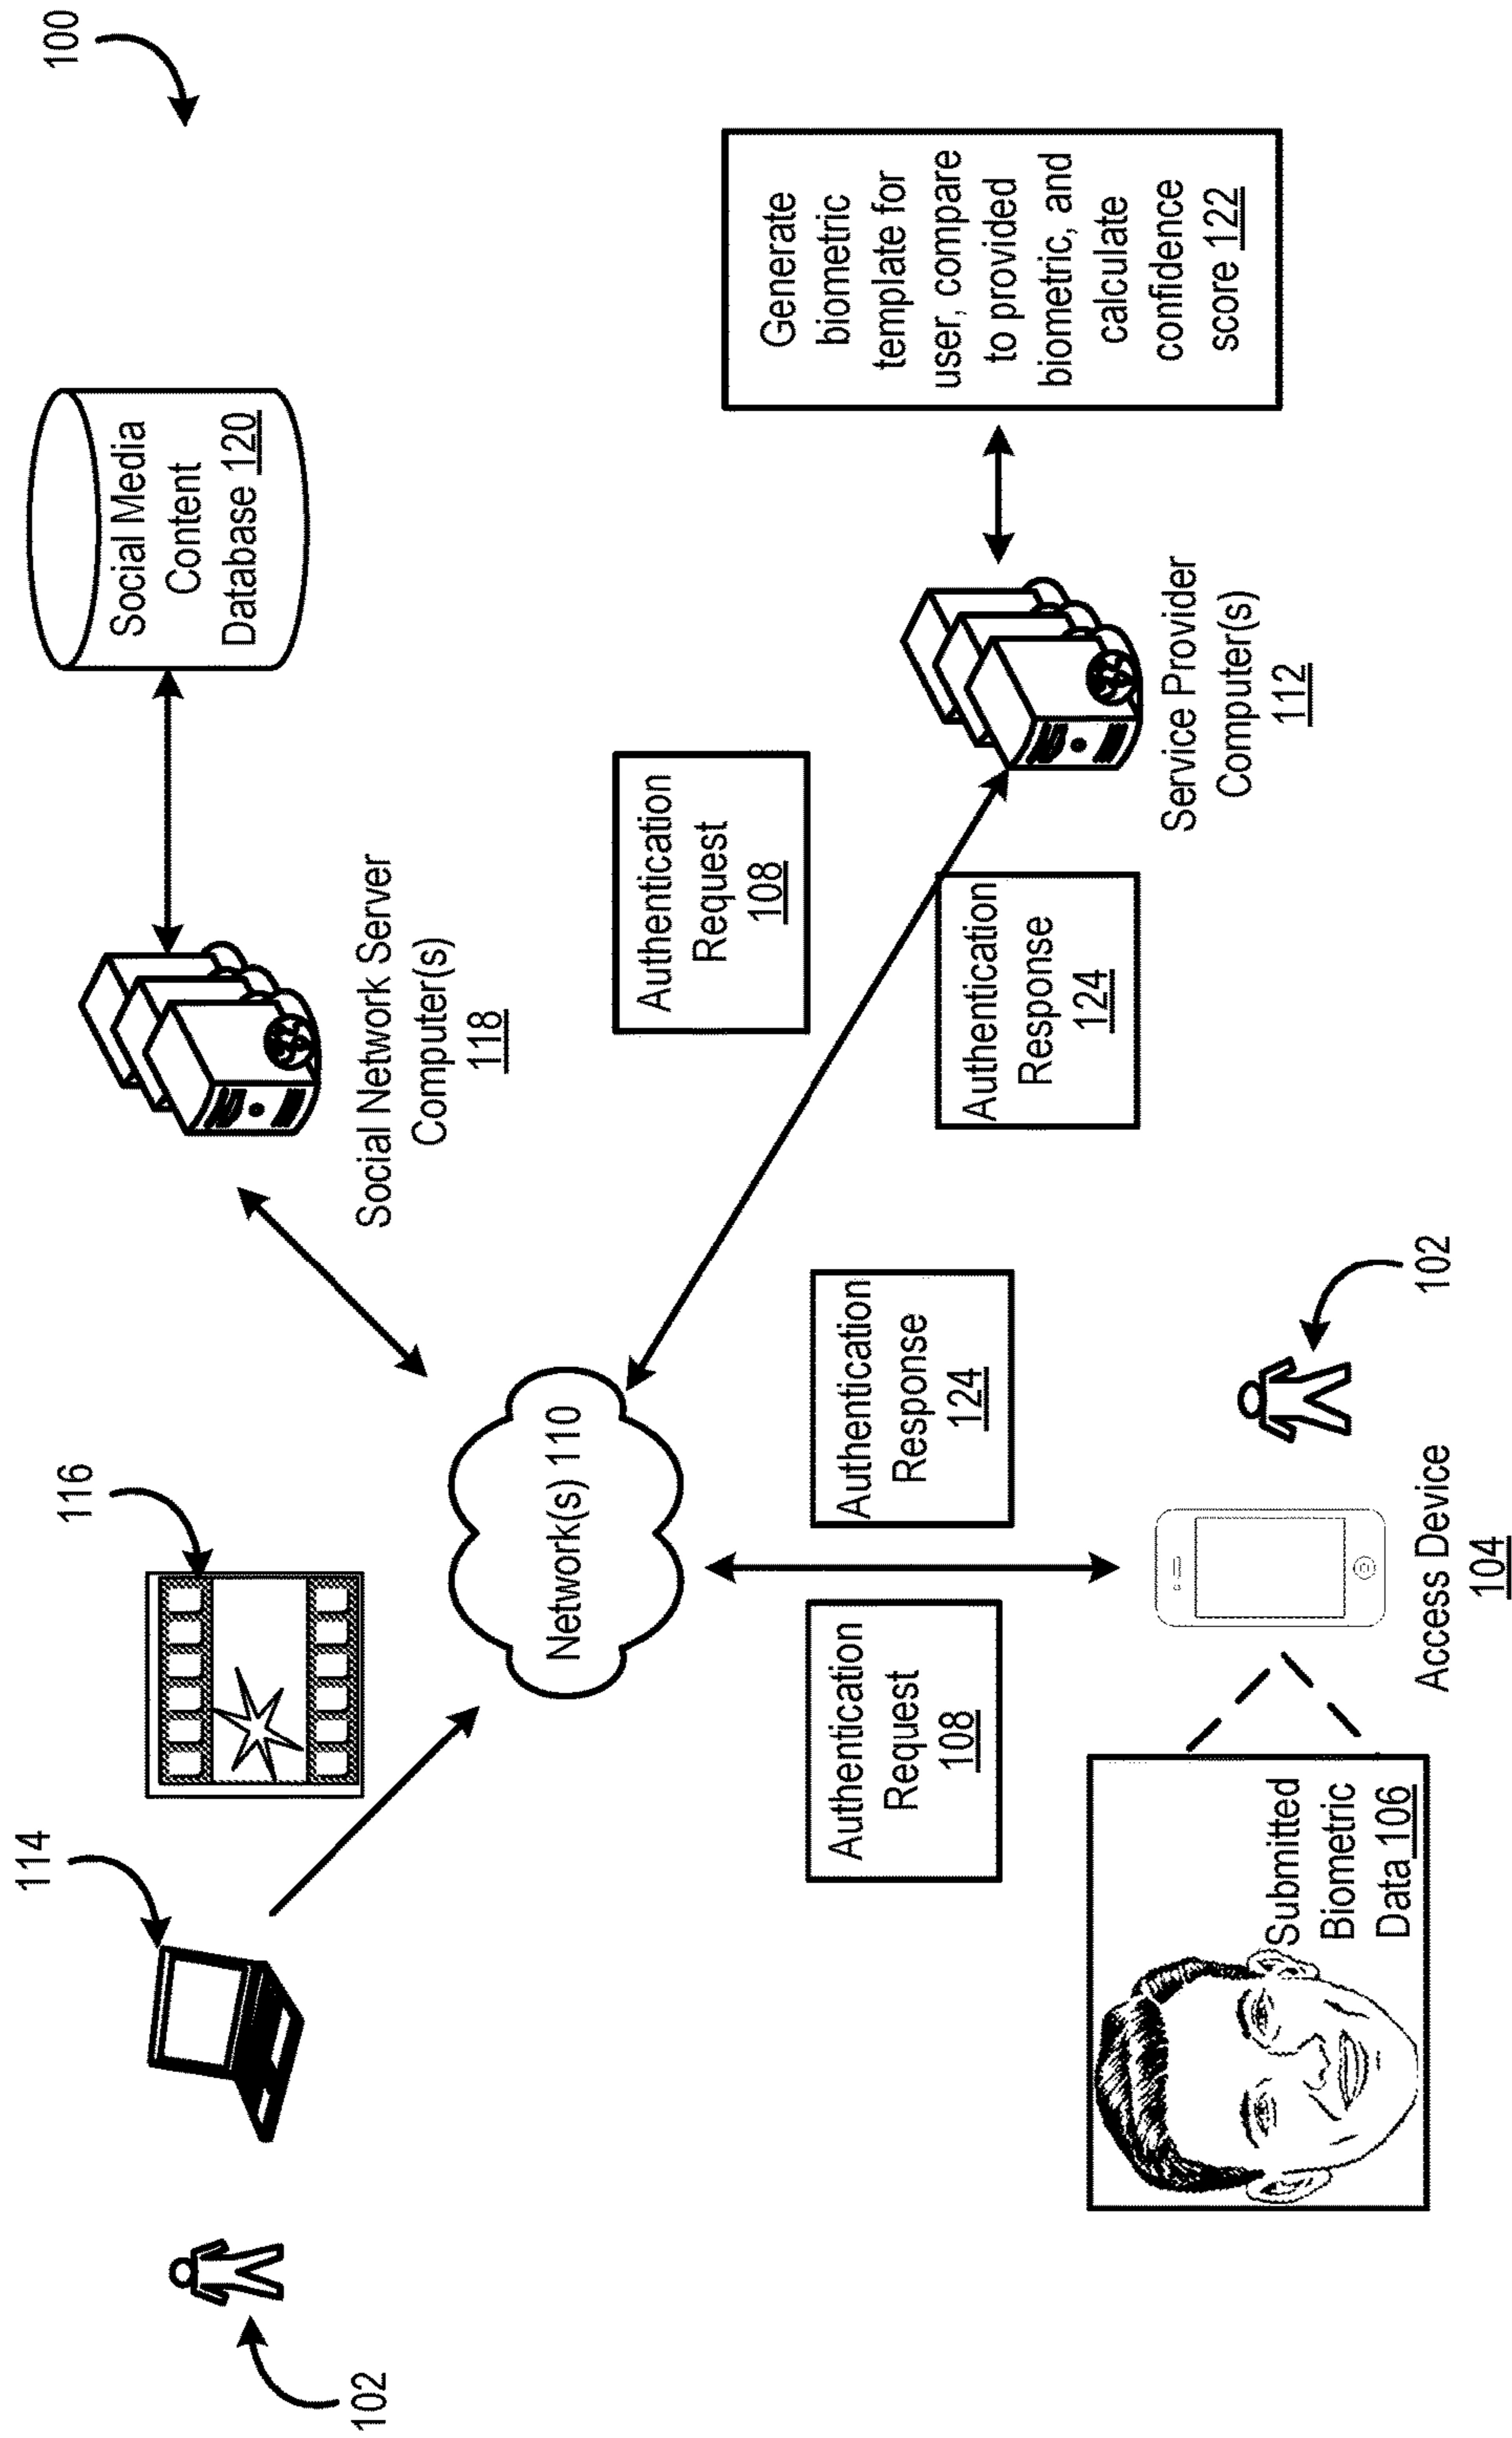 100
102
114
116
Social Network Server
Computer(s)
118
Social Media
Content
Database 120
Network(s) 110
Authentication
Request
108
Authentication
Response
124
Authentication
Request
108
Authentication
Response
124
Service Provider
Computer(s)
112
Generate
biometric
template for
user, compare
to provided
biometric, and
calculate
confidence
score 122
Submitted
Biometric
Data 106
Access Device
104
102